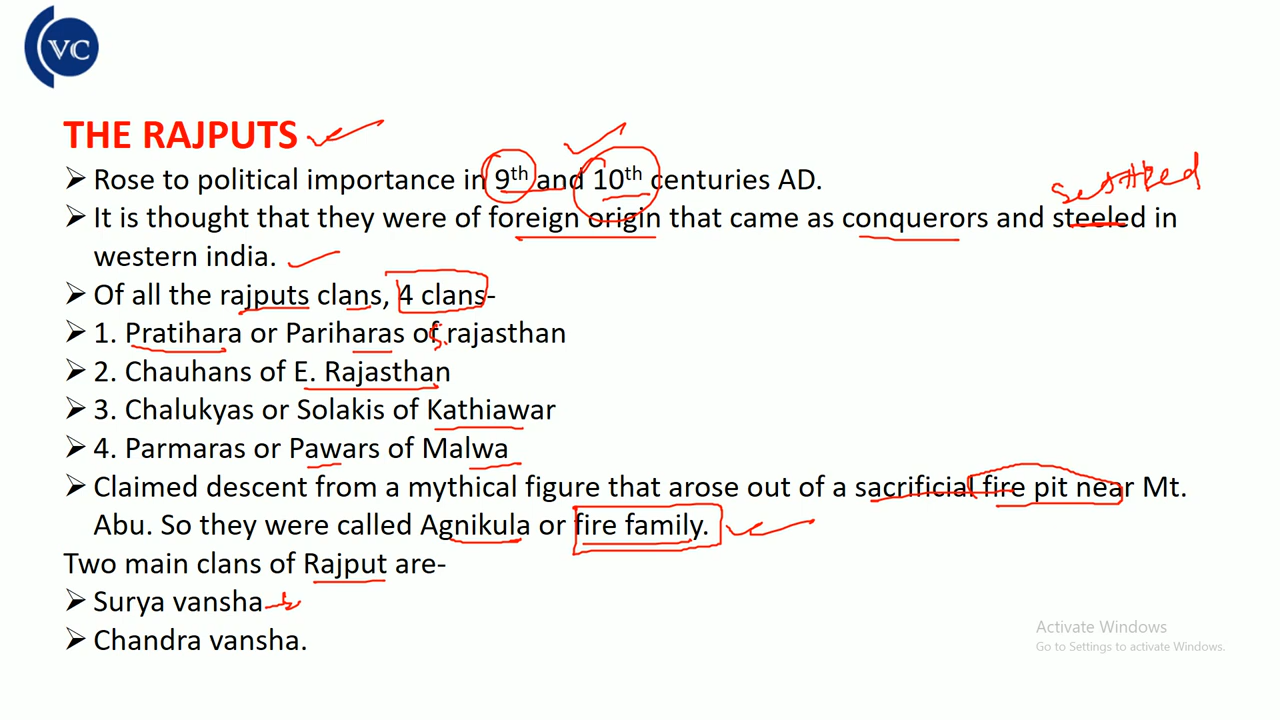 VC
THE RAJPUTS
➢ Rose to political importance in 9th and 10th centuries AD.
settled
➢ It is thought that they were of foreign origin that came as conquerors and steeled in
western india.
➢ Of all the rajputs clans, 4 clans-
➢ 1. Pratihara or Pariharas of rajasthan
➢ 2. Chauhans of E. Rajasthan
➢ 3. Chalukyas or Solakis of Kathiawar
➢ 4. Parmaras or Pawars of Malwa
➢ Claimed descent from a mythical figure that arose out of a sacrificial fire pit near Mt.
Abu. So they were called Agnikula or fire family.
Two main clans of Rajput are-
➢ Surya vansha
➢ Chandra vansha.
Activate Windows
Go to Settings to activate Windows.